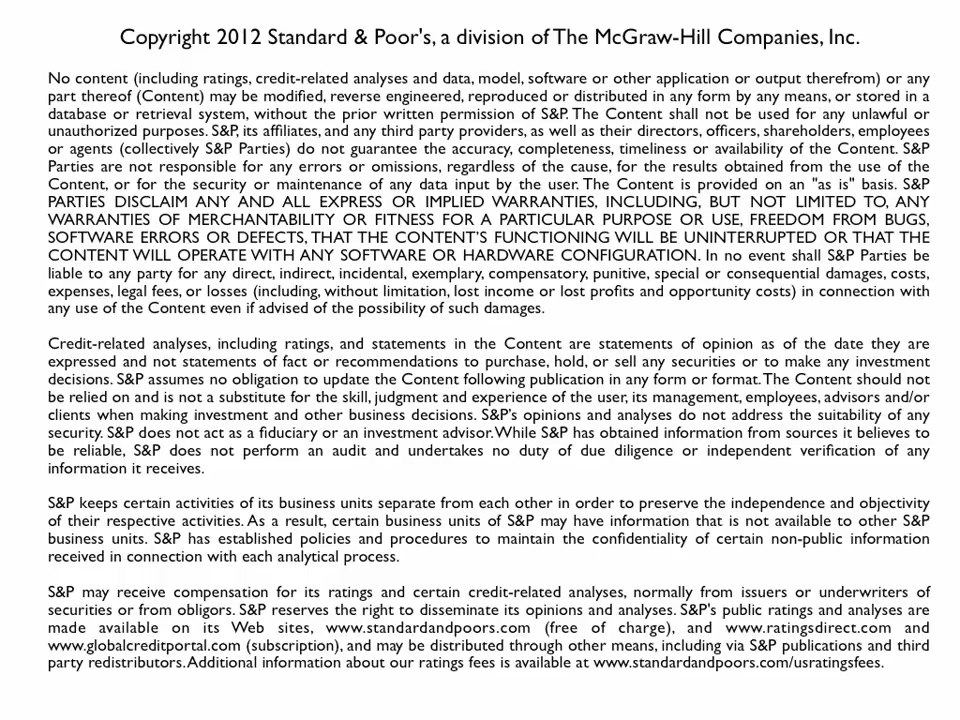 Copyright 2012 Standard & Poor's, a division of The McGraw-Hill Companies, Inc.
No content (including ratings, credit-related analyses and data, model, software or other application or output therefrom) or any
part thereof (Content) may be modified, reverse engineered, reproduced or distributed in any form by any means, or stored in a
database or retrieval system, without the prior written permission of S&P. The Content shall not be used for any unlawful or
unauthorized purposes. S&P, its affiliates, and any third party providers, as well as their directors, officers, shareholders, employees
or agents (collectively S&P Parties) do not guarantee the accuracy, completeness, timeliness or availability of the Content. S&P
Parties are not responsible for any errors or omissions, regardless of the cause, for the results obtained from the use of the
Content, or for the security or maintenance of any data input by the user. The Content is provided on an "as is" basis. S&P
PARTIES DISCLAIM ANY AND ALL EXPRESS OR IMPLIED WARRANTIES, INCLUDING, BUT NOT LIMITED TO, ANY
WARRANTIES OF MERCHANTABILITY OR FITNESS FOR A PARTICULAR PURPOSE OR USE, FREEDOM FROM BUGS,
SOFTWARE ERRORS OR DEFECTS, THAT THE CONTENT'S FUNCTIONING WILL BE UNINTERRUPTED OR THAT THE
CONTENT WILL OPERATE WITH ANY SOFTWARE OR HARDWARE CONFIGURATION. In no event shall S&P Parties be
liable to any party for any direct, indirect, incidental, exemplary, compensatory, punitive, special or consequential damages, costs,
expenses, legal fees, or losses (including, without limitation, lost income or lost profits and opportunity costs) in connection with
any use of the Content even if advised of the possibility of such damages.
Credit-related analyses, including ratings, and statements in the Content are statements of opinion as of the date they are
expressed and not statements of fact or recommendations to purchase, hold, or sell any securities or to make any investment
decisions. S&P assumes no obligation to update the Content following publication in any form or format. The Content should not
be relied on and is not a substitute for the skill, judgment and experience of the user, its management, employees, advisors and/or
clients when making investment and other business decisions. S&P's opinions and analyses do not address the suitability of any
security. S&P does not act as a fiduciary or an investment advisor. While S&P has obtained information from sources it believes to
be reliable, S&P does not perform an audit and undertakes no duty of due diligence or independent verification of any
information it receives.
S&P keeps certain activities of its business units separate from each other in order to preserve the independence and objectivity
of their respective activities. As a result, certain business units of S&P may have information that is not available to other S&P
business units. S&P has established policies and procedures to maintain the confidentiality of certain non-public information
received in connection with each analytical process.
S&P may receive compensation for its ratings and certain credit-related analyses, normally from issuers or underwriters of
securities or from obligors. S&P reserves the right to disseminate its opinions and analyses. S&P's public ratings and analyses are
made available on its Web sites, www.standardandpoors.com (free of charge), and www.ratingsdirect.com and
www.globalcreditportal.com (subscription), and may be distributed through other means, including via S&P publications and third
party redistributors. Additional information about our ratings fees is available at www.standardandpoors.com/usratingsfees.